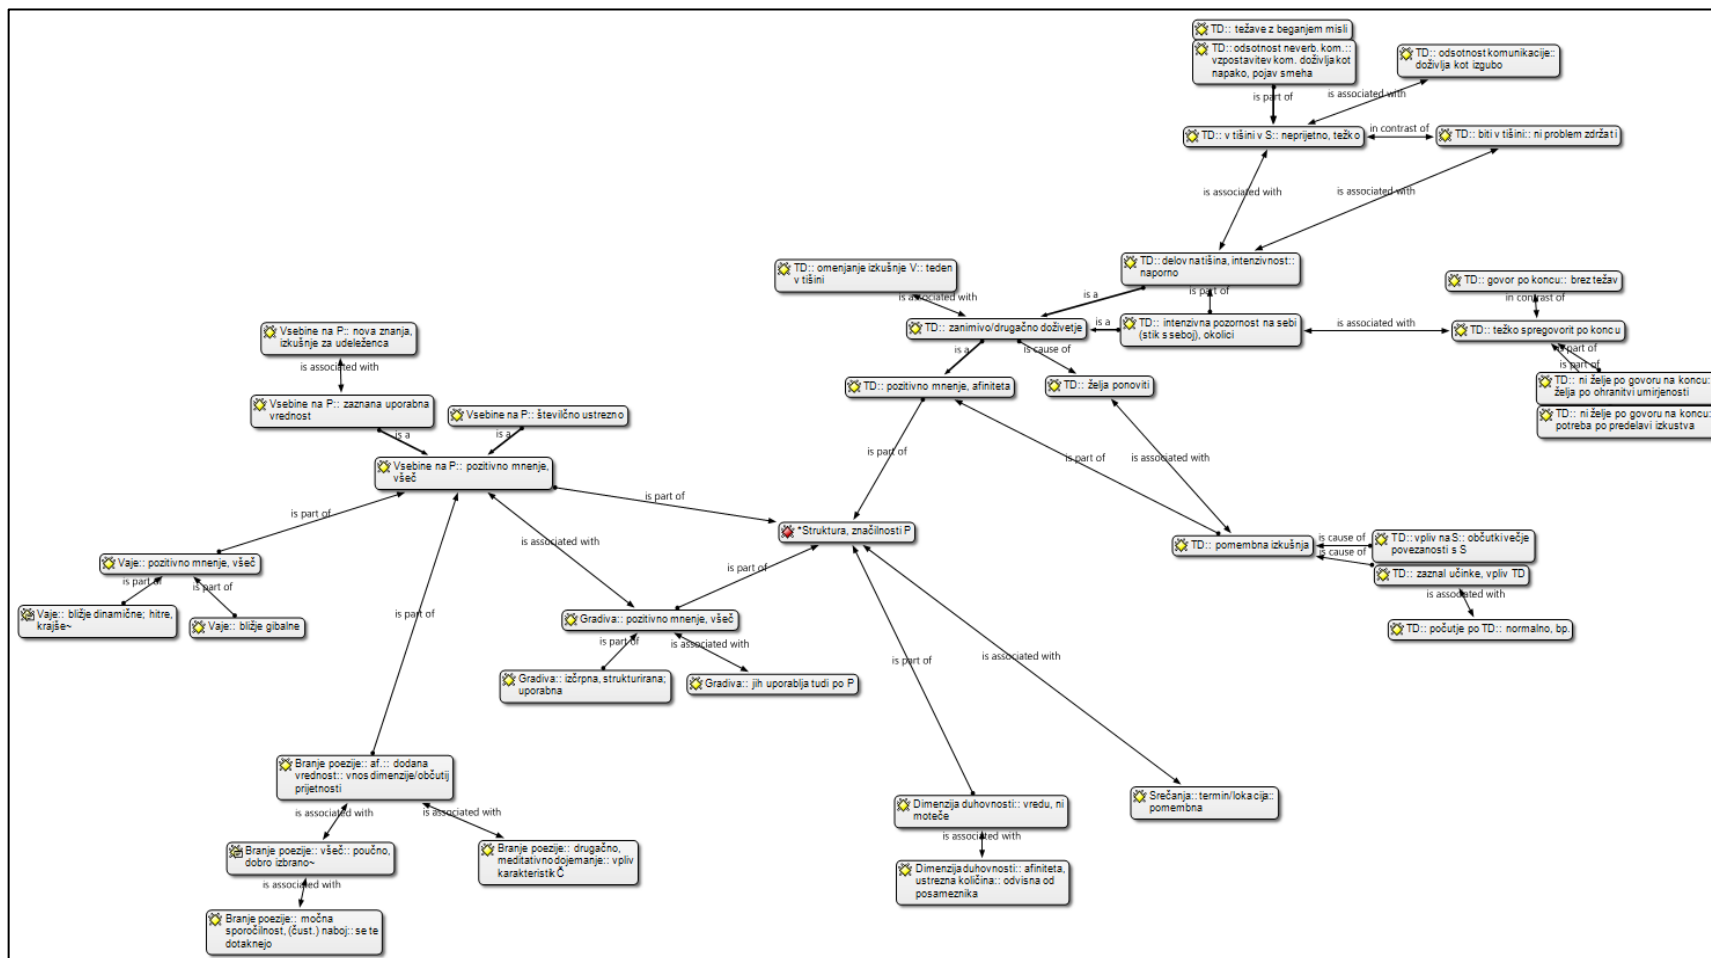 TD:: težave z beganjem misli
TD:: odsotnost neverb. kom.::
vzpostavitev kom. doživlja kot
napako, pojav smeha
TD:: odsotnost komunikacije::
doživlja kot izgubo
is part of
is associated with
TD:: v tišini v S:: neprijetno, težko
in contrast of
TD:: biti v tišini:: ni problem zdržati
is associated with
is associated with
TD:: omenjanje izkušnje V:: teden
v tišini
TD:: delovna tišina, intenzivnost::
naporno
TD:: govor po koncu:: brez težav
is associated with
is a
is part of
in contrast of
TD:: zanimivo/drugačno doživetje
is a
TD:: intenzivna pozornost na sebi
(stik s seboj), okolici
is associated with
TD:: težko spregovorit po koncu
Vsebine na P:: nova znanja,
izkušnje za udeleženca
is associated with
is a
is cause of
is part of
is part of
TD:: pozitivno mnenje, afiniteta
TD:: želja ponoviti
TD:: ni želje po govoru na koncu:
želja po ohranitvi umirjenosti
TD:: ni želje po govoru na koncu:
potreba po predelavi izkustva
Vsebine na P:: zaznana uporabna
vrednost
Vsebine na P:: številčno ustrezno
is a
is a
is part of
is part of
is associated with
Vsebine na P:: pozitivno mnenje,
všeč
is part of
is part of
is associated with
*Struktura, značilnosti P
TD:: pomembna izkušnja
is cause of
is cause of
TD:: vpliv na S:: občutki večje
povezanosti s S
TD:: zaznal učinke, vpliv TD
is associated with
TD:: počutje po TD:: normalno, bp.
Vaje:: pozitivno mnenje, všeč
is part of
is part of
is part of
Vaje:: bližje dinamične; hitre,
krajše~
Vaje:: bližje gibalne
is part of
Gradiva:: pozitivno mnenje, všeč
is part of
is associated with
is part of
is associated with
Gradiva:: izčrpna, strukturirana;
uporabna
Gradiva:: jih uporablja tudi po P
Branje poezije:: af.:: dodana
vrednost:: vnos dimenzije/občutij
prijetnosti
is associated with
is associated with
Dimenzija duhovnosti:: vredu, ni
moteče
Srečanja:: termin/lokacija::
pomembna
is associated with
Branje poezije:: všeč:: poučno,
dobro izbrano~
Branje poezije:: drugačno,
meditativno dojemanje:: vpliv
karakteristik Č
Dimenzija duhovnosti:: afiniteta,
ustrezna količina:: odvisna od
posameznika
is associated with
Branje poezije:: močna
sporočilnost, (čust.) naboj:: se te
dotaknejo